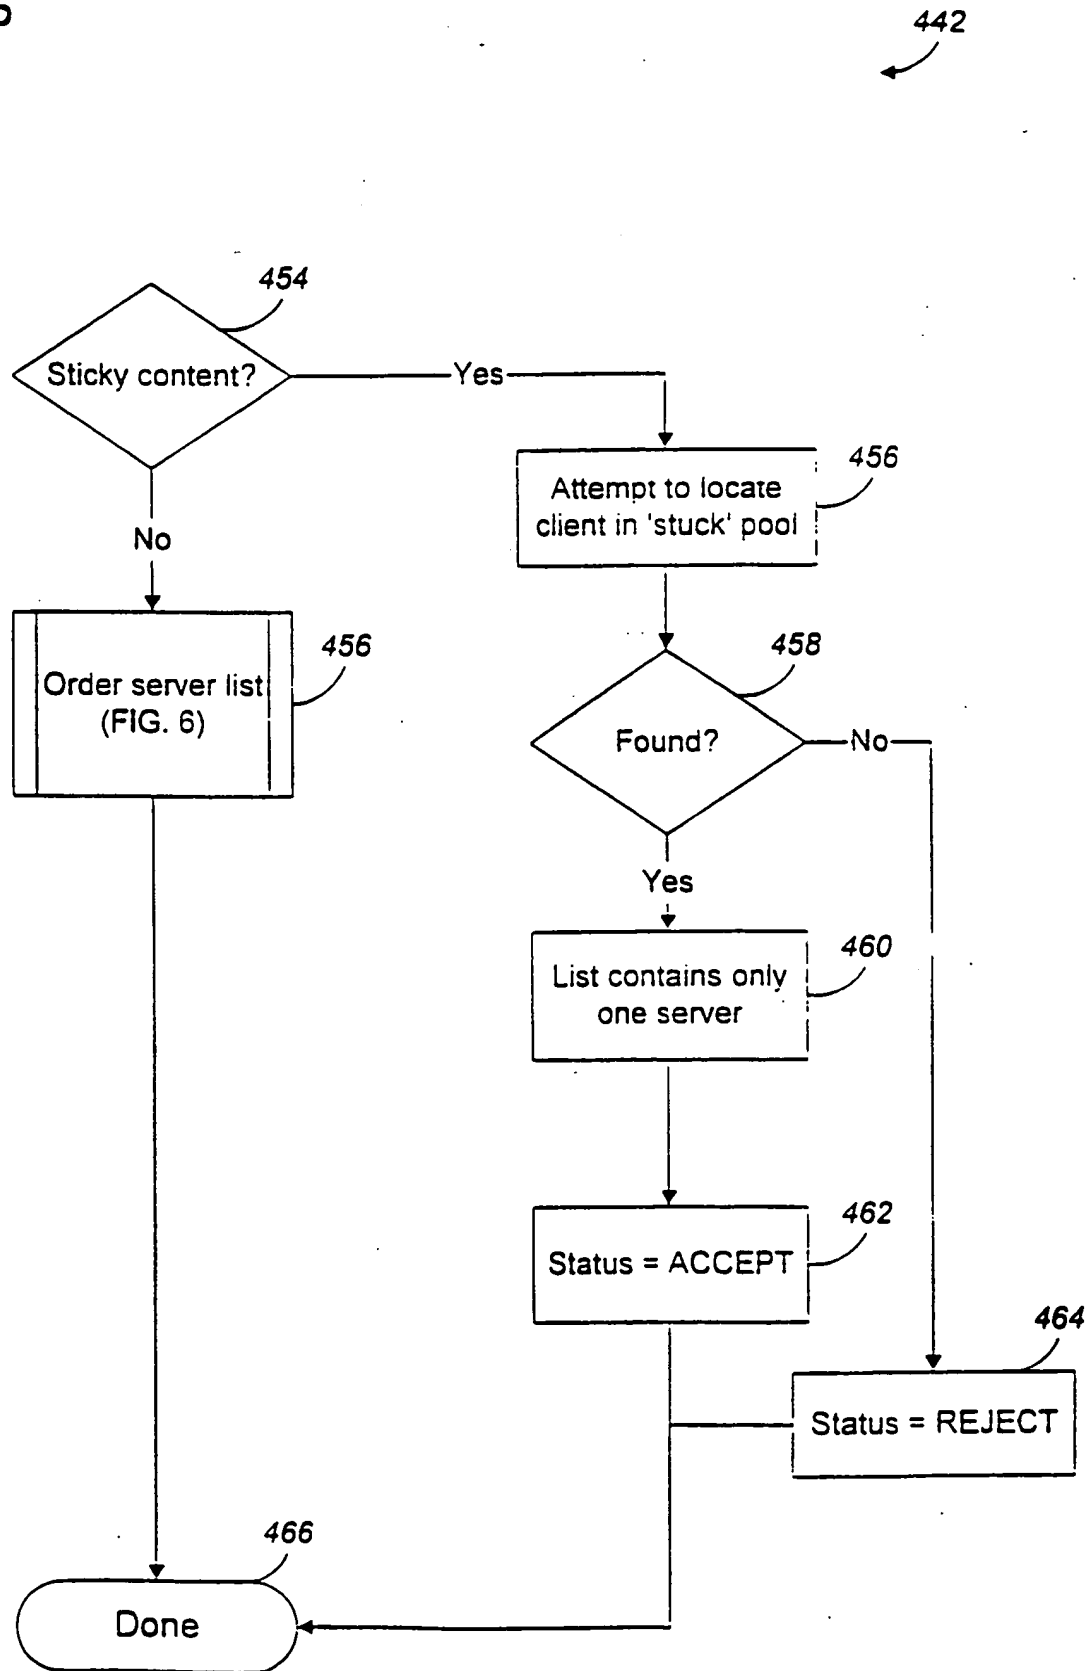 442
454
Sticky content?
Yes
456
Attempt to locate
client in 'stuck' pool
No
458
456
Order server list
(FIG. 6)
Found?
No
Yes
460
List contains only
one server
462
Status = ACCEPT
464
Status = REJECT
466
Done